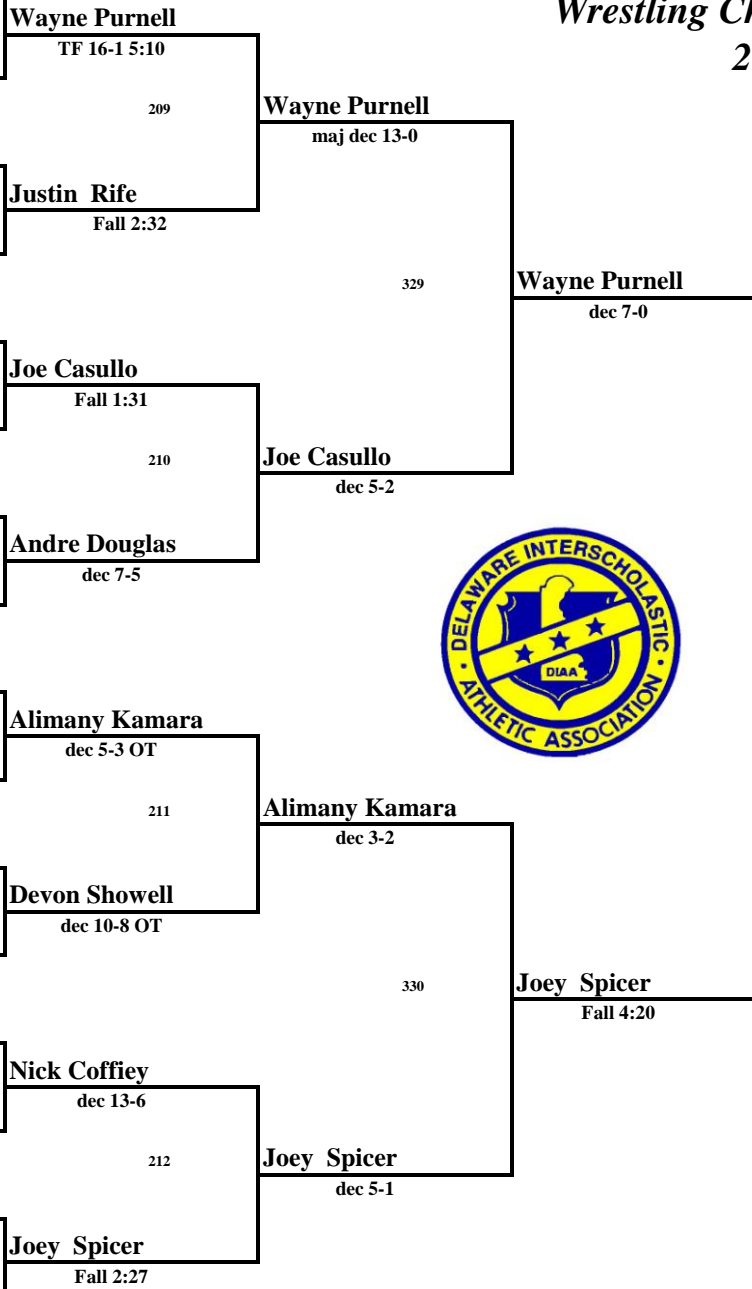 Wayne Purnell
Wrestling Ch
TF 16-1 5:10
2
209
Wayne Purnell
maj dec 13-0
Justin Rife
Fall 2:32
329
Wayne Purnell
dec 7-0
Joe Casullo
Fall 1:31
210
Joe Casullo
dec 5-2
Andre Douglas
dec 7-5
DELAWARE INTERSCHOLASTIC
DIAA
ATHLETIC ASSOCIATION
Alimany Kamara
dec 5-3 OT
211
Alimany Kamara
dec 3-2
Devon Showell
dec 10-8 OT
330
Joey Spicer
Fall 4:20
Nick Coffiey
dec 13-6
212
Joey Spicer
dec 5-1
Joey Spicer
Fall 2:27